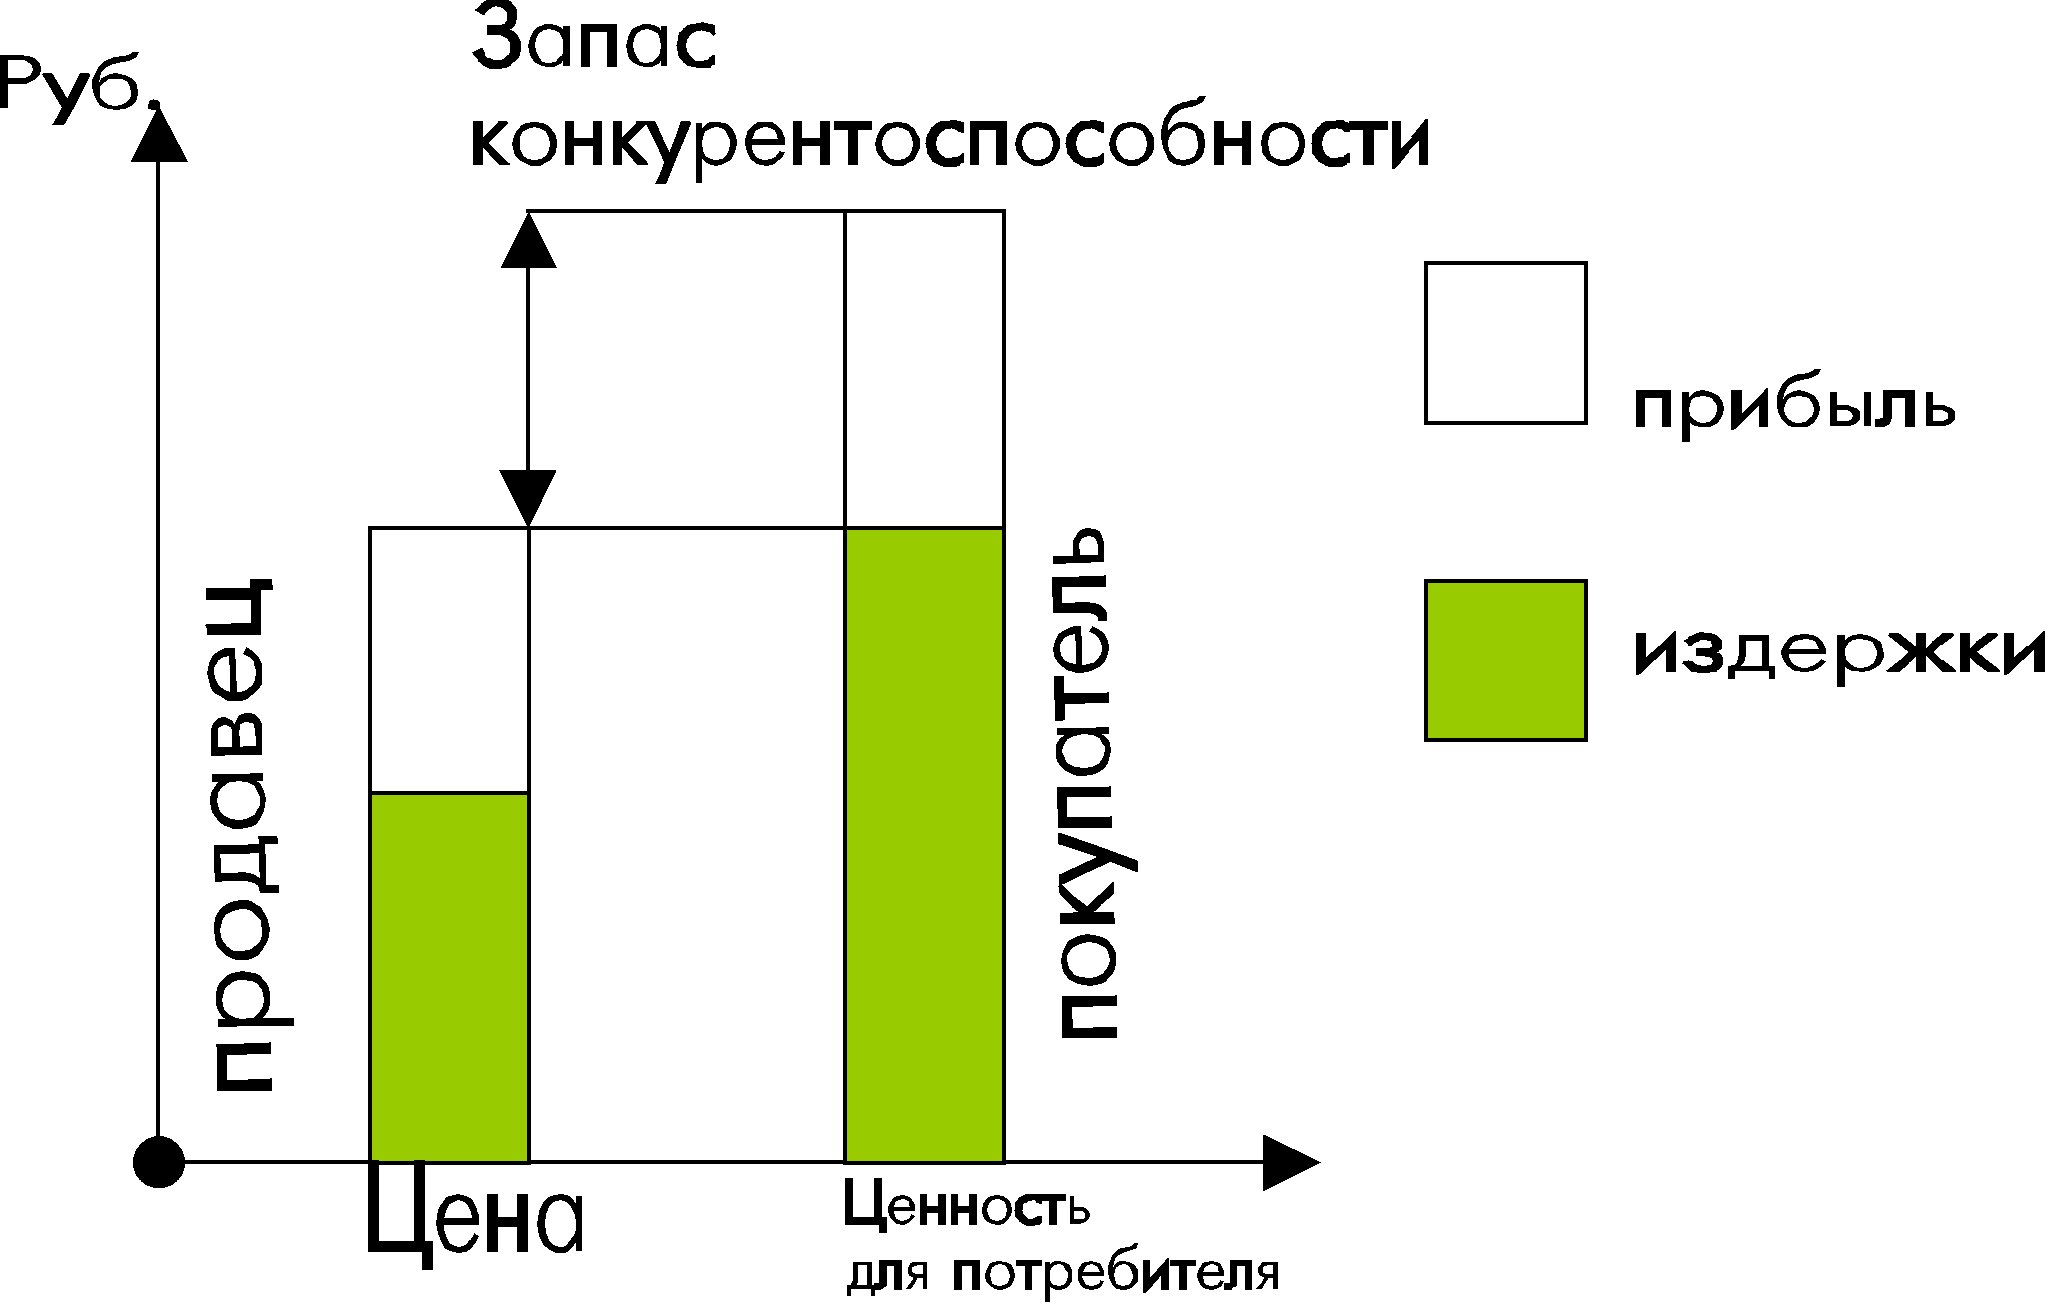 Руб.
Запас
конкурентоспособности
прибыль
издержки
продавец
покупатель
Цена
Ценность
для потребителя